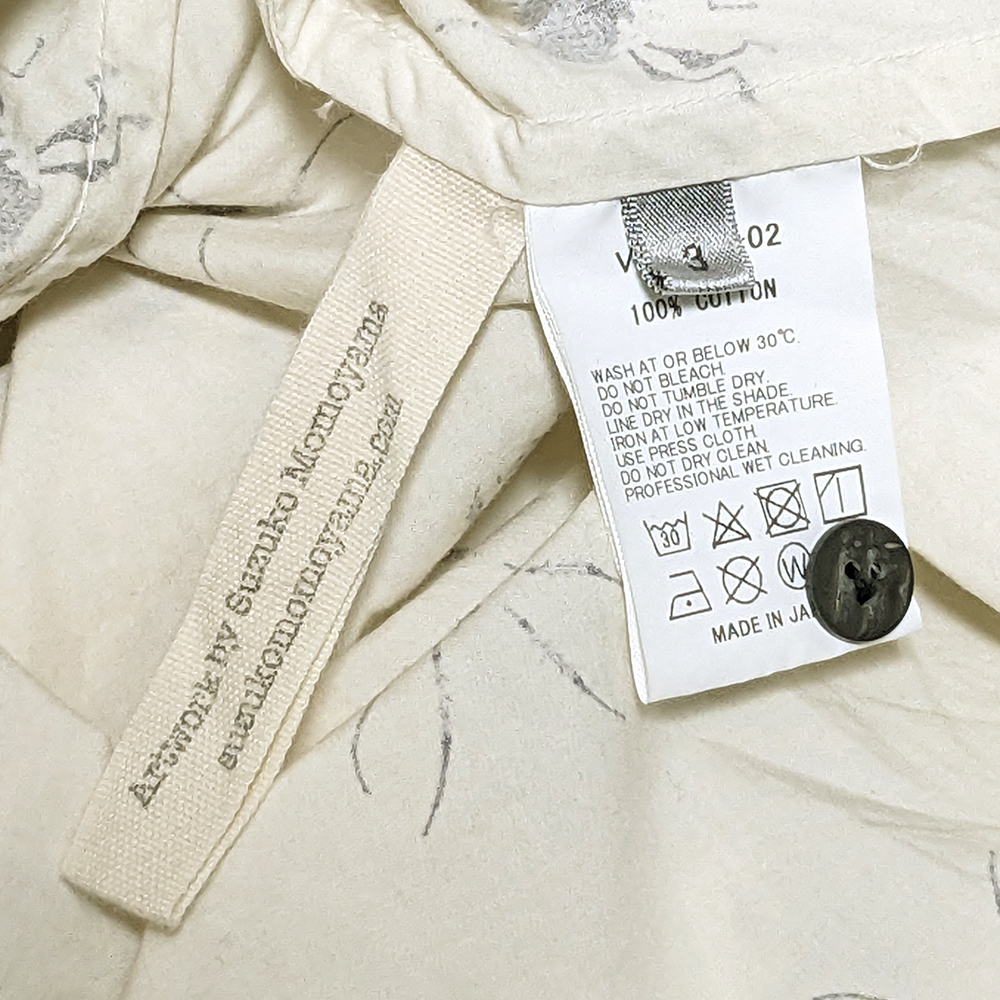 Artwork by Suzuko Momoyama
suzukomomoyama.com
3
02
100% COTTON
WASH AT OR BELOW 30℃.
DO NOT BLEACH.
DO NOT TUMBLE DRY.
LINE DRY IN THE SHADE.
IRON AT LOW TEMPERATURE.
USE PRESS CLOTH.
DO NOT DRY CLEAN.
PROFESSIONAL WET CLEANING.
30
W
MADE IN